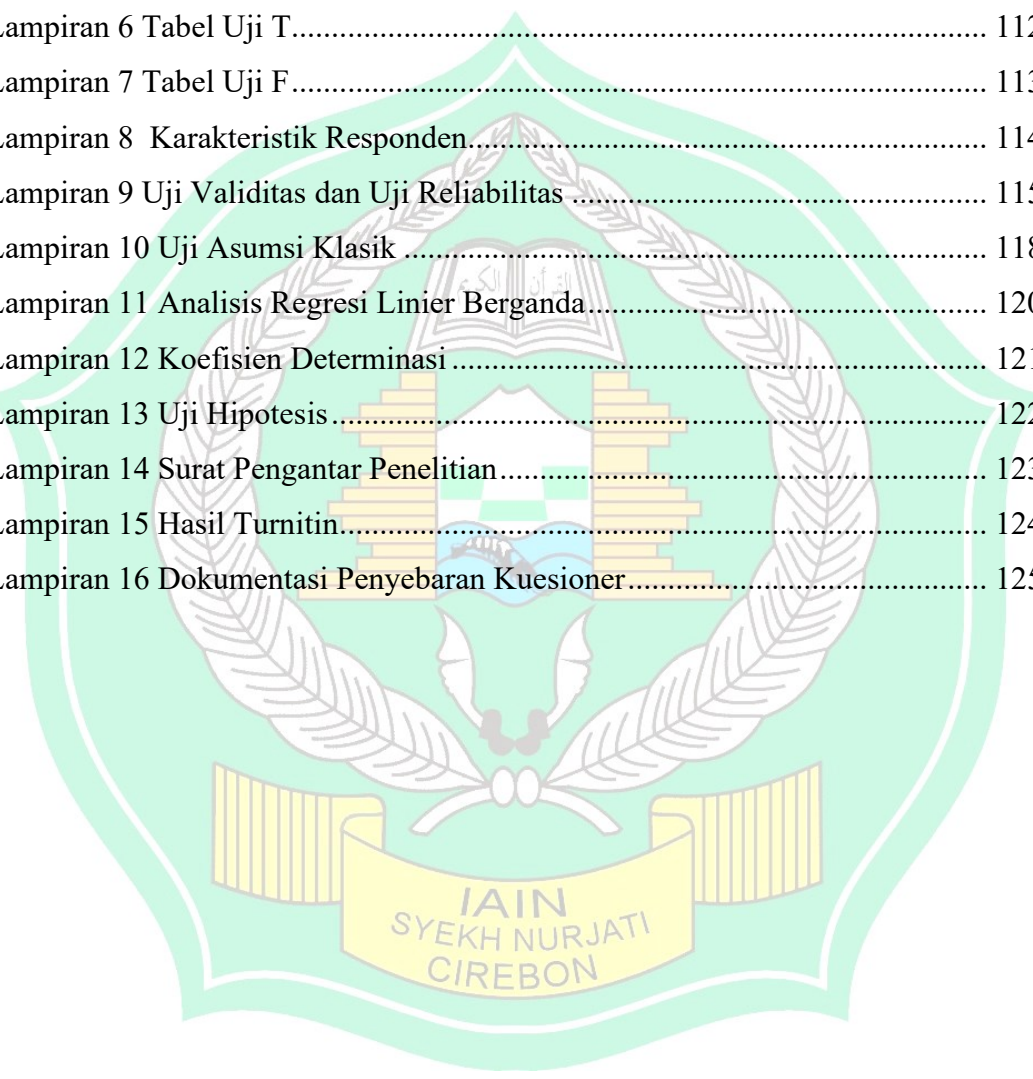 Lampiran 6 Tabel Uji T.................................................................................... 112
Lampiran 7 Tabel Uji F.................................................................................... 113
Lampiran 8  Karakteristik Responden............................................................... 114
Lampiran 9 Uji Validitas dan Uji Reliabilitas .................................................. 115
Lampiran 10 Uji Asumsi Klasik ...................................................................... 118
Lampiran 11 Analisis Regresi Linier Berganda................................................ 120
Lampiran 12 Koefisien Determinasi ................................................................ 121
Lampiran 13 Uji Hipotesis ............................................................................... 122
Lampiran 14 Surat Pengantar Penelitian........................................................... 123
Lampiran 15 Hasil Turnitin.............................................................................. 124
Lampiran 16 Dokumentasi Penyebaran Kuesioner........................................... 125
القرآن الكريم
IAIN
SYEKH NURJATI
CIREBON